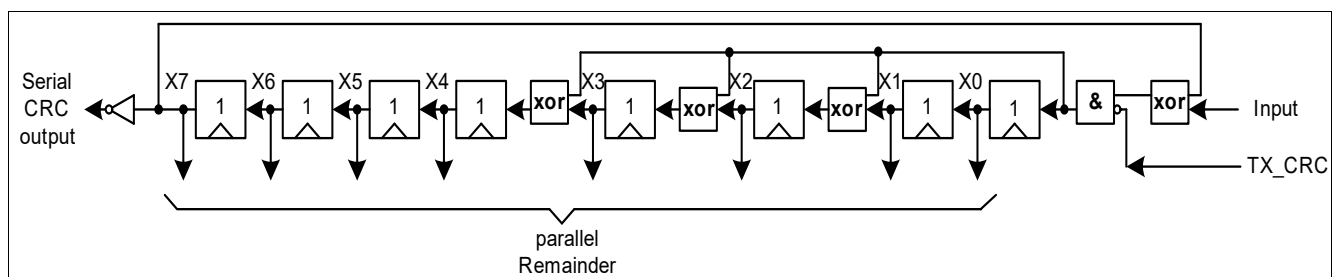 Serial
CRC
output
X7
1
X6
1
X5
1
X4
1
xor
X3
1
xor
X2
1
xor
X1
1
X0
1
&
xor
Input
TX_CRC
parallel
Remainder